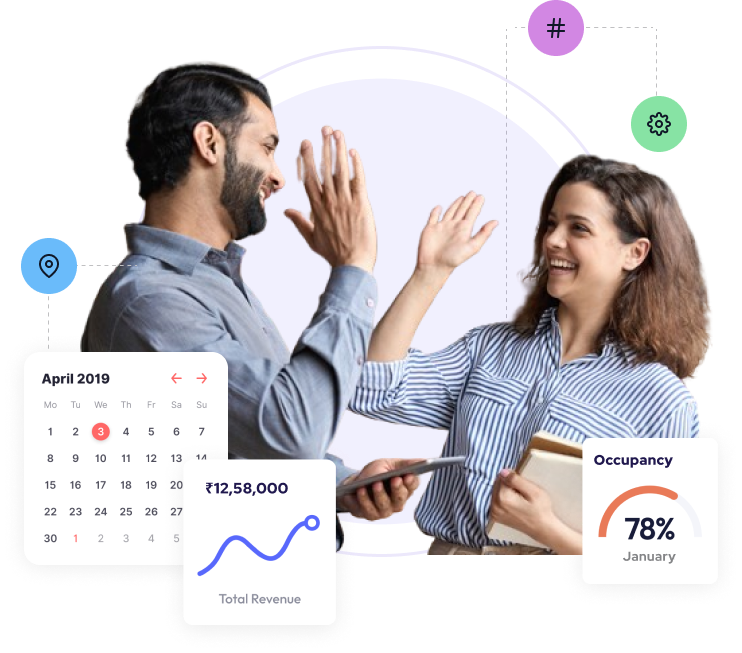 #
April 2019
Mo Tu We Th Fr Sa Su
1 2 3 4 5 6 7
8 9 10 11 12 13 14
15 16 17 18 19 20
22 23 24 25 26 27
30 1 2 3 4 5
₹12,58,000
Total Revenue
Occupancy
78%
January